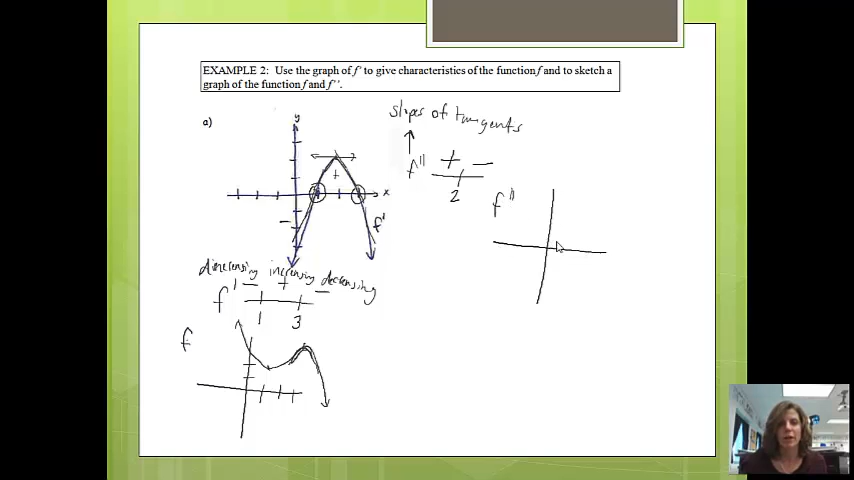 EXAMPLE 2: Use the graph of f' to give characteristics of the function f and to sketch a
graph of the function f and f''.
a)
y
x
slopes of tangents
f'' + -
2
f''
+
-
f'
decreasing increasing decreasing
f' - + -
1 3
f